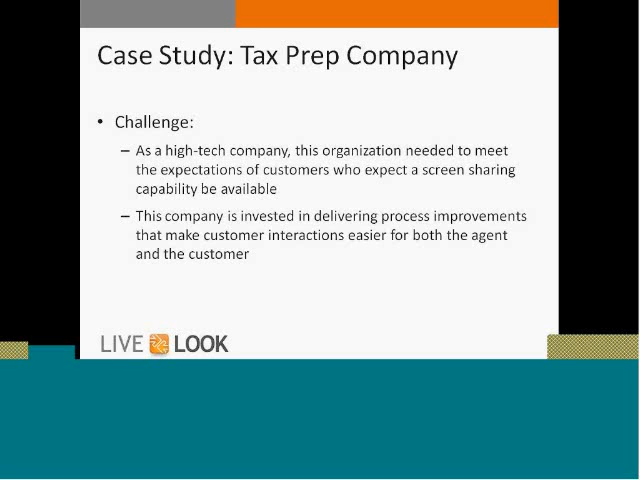 Case Study: Tax Prep Company
• Challenge:
– As a high-tech company, this organization needed to meet
the expectations of customers who expect a screen sharing
capability be available
– This company is invested in delivering process improvements
that make customer interactions easier for both the agent
and the customer
LIVE LOOK